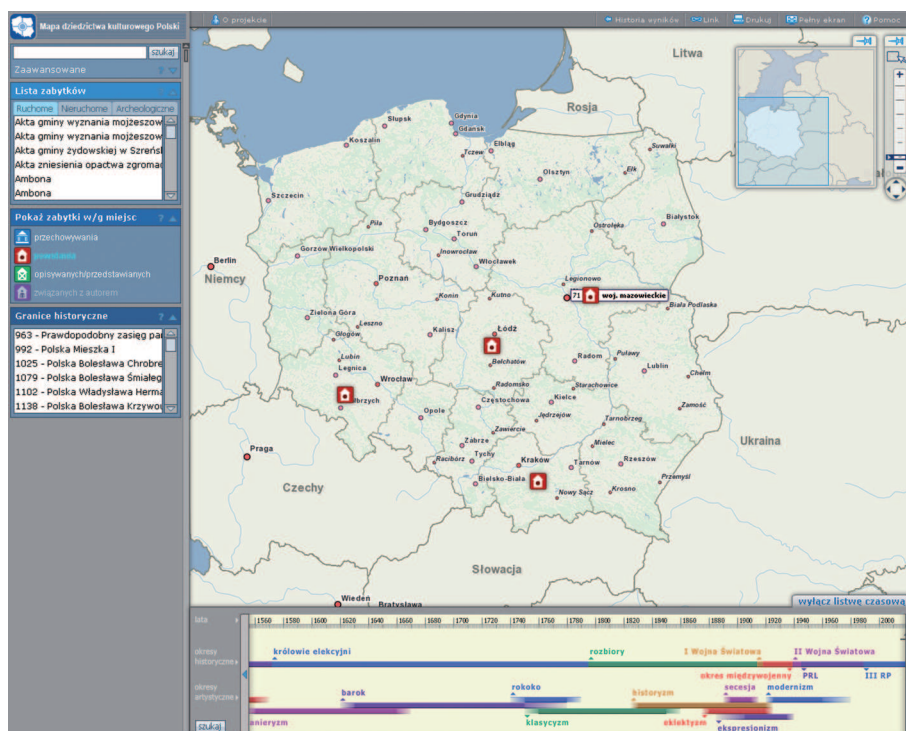 Mapa dziedzictwa kulturowego Polski
O projekcie
Historia wyników
Link
Drukuj
Pełny ekran
Pomoc
szukaj
Zaawansowane
?
Lista zabytków
Ruchome
Nieruchome
Archeologiczne
Akta gminy wyznania mojżeszow
Akta gminy wyznania mojżeszow
Akta gminy żydowskiej w Szreńsl
Akta zniesienia opactwa zgromad
Ambona
Ambona
Pokaż zabytki w/g miejsc
?
przechowywania
powstania
opisywanych/przedstawianych
związanych z autorem
Granice historyczne
?
963 - Prawdopodobny zasięg pań
992 - Polska Mieszka I
1025 - Polska Bolesława Chrobre
1079 - Polska Bolesława Śmiałeg
1102 - Polska Władysława Herma
1138 - Polska Bolesława Krzywou
Litwa
Rosja
Gdynia
Słupsk
Gdańsk
Koszalin
Elbląg
Tczew
Suwałki
Olsztyn
Ełk
Szczecin
Grudziądz
Białystok
Piła
Bydgoszcz
Ostrołęka
Toruń
Gorzów Wielkopolski
Inowrocław
Włocławek
Berlin
Niemcy
Poznań
Legionowo
Konin
Kutno
71
woj. mazowieckie
Biała Podlaska
Zielona Góra
Leszno
Kalisz
Łódź
Głogów
Lubin
Bełchatów
Radom
Puławy
Legnica
Lublin
Chełm
Wrocław
Radomsko
Starachowice
łbrzych
Częstochowa
Kielce
Zamość
Opole
Jędrzejów
Zawiercie
Tarnobrzeg
Ukraina
Zabrze
Mielec
Praga
Racibórz
Tychy
Kraków
Tarnów
Rzeszów
Bielsko-Biała
Przemyśl
Czechy
Nowy Sącz
Krosno
Słowacja
Wiedeń
Bratysława
wyłącz listwę czasową
lata
1560
1580
1600
1620
1640
1660
1680
1700
1720
1740
1760
1780
1800
1820
1840
1860
1880
1900
1920
1940
1960
1980
2000
okresy
historyczne
królowie elekcyjni
rozbiory
I Wojna Światowa
II Wojna Światowa
okres międzywojenny
PRL
III RP
okresy
artystyczne
barok
rokoko
historyzm
secesja
modernizm
anieryzm
klasycyzm
eklektyzm
ekspresionizm
szukaj